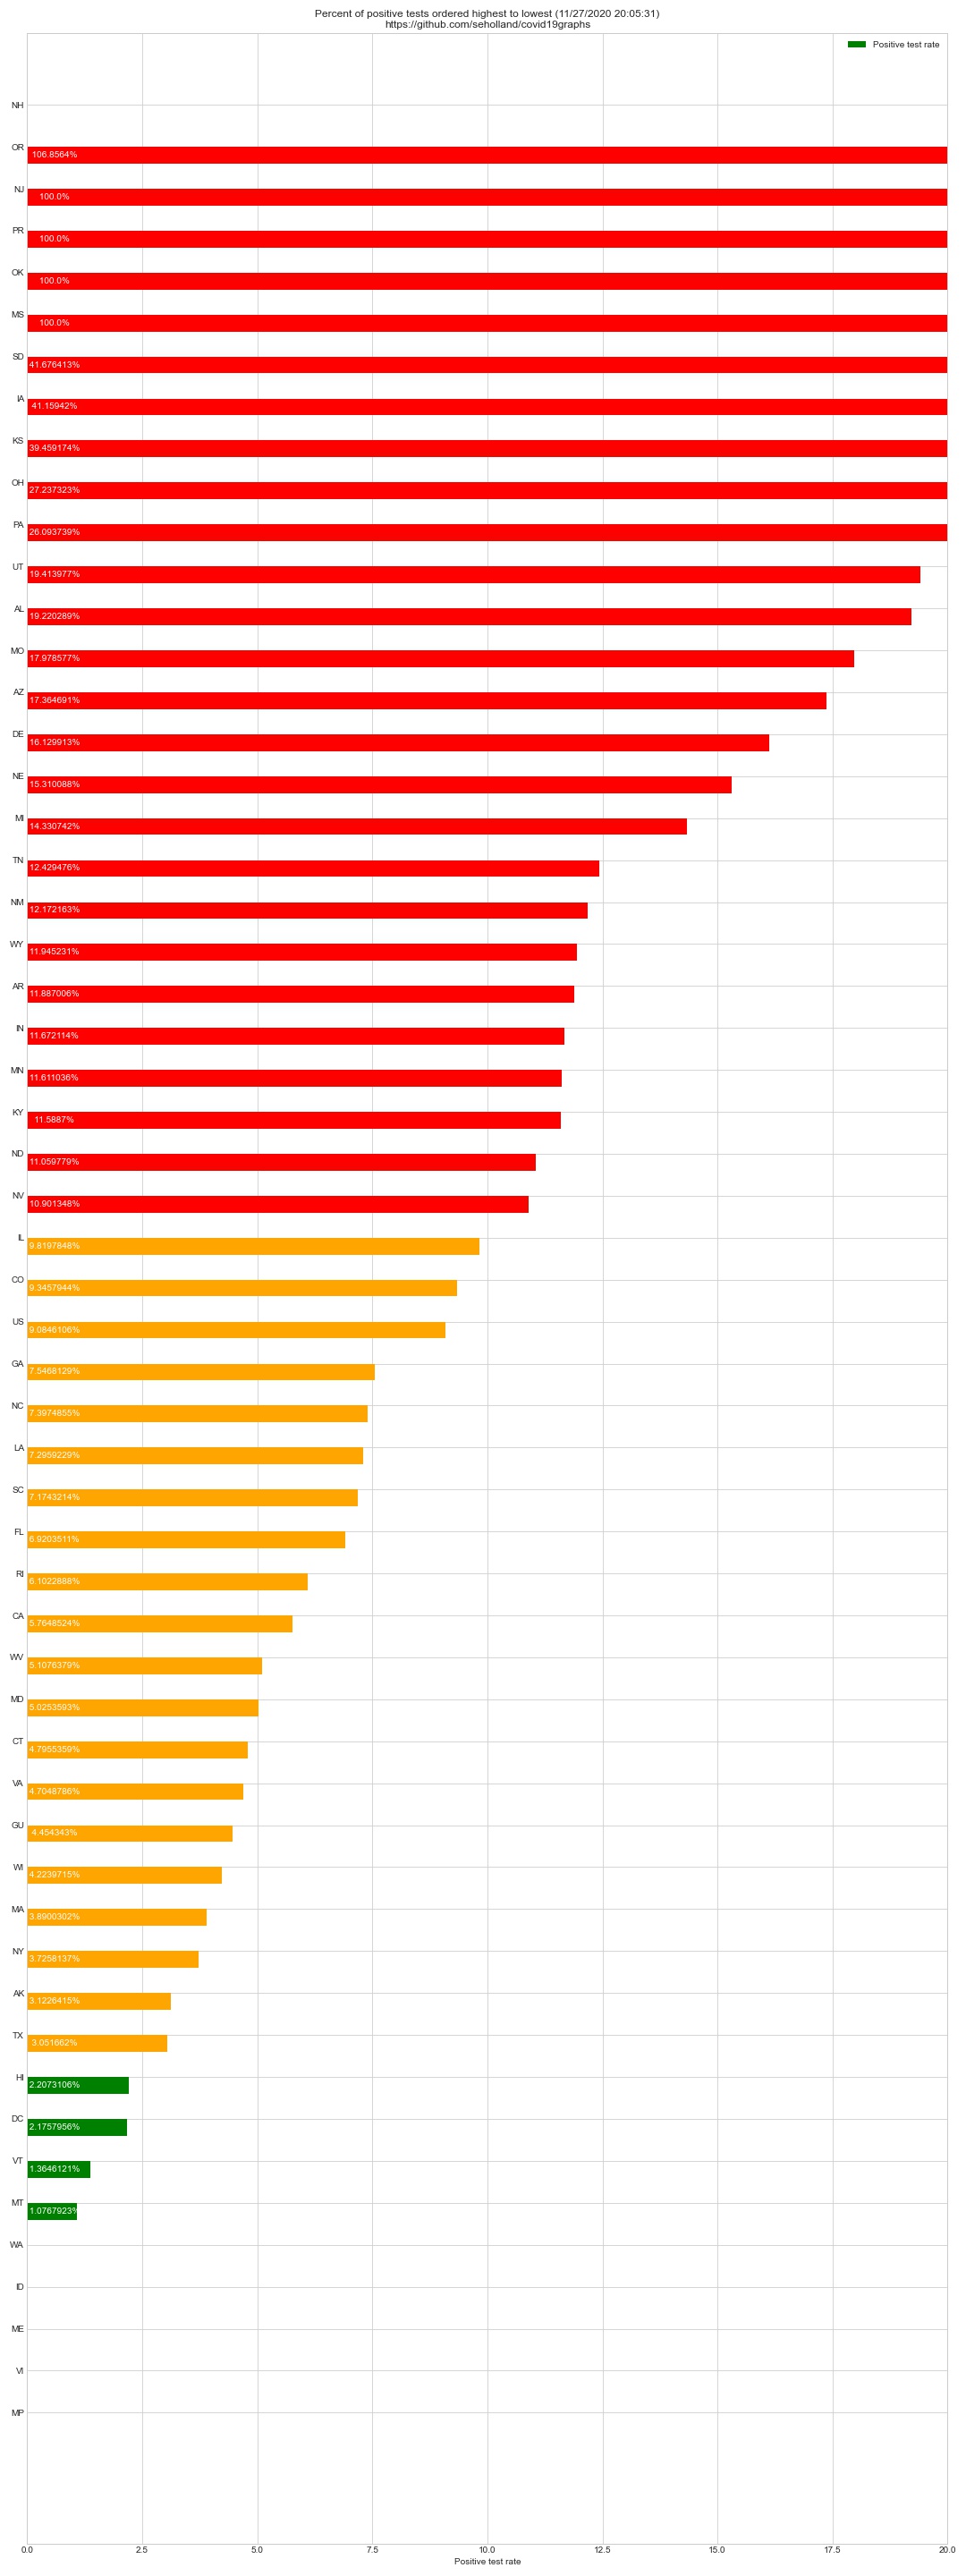 Percent of positive tests ordered highest to lowest (11/27/2020 20:05:31)
https://github.com/seholland/covid19graphs
Positive test rate
NH
OR 106.8564%
NJ 100.0%
PR 100.0%
OK 100.0%
MS 100.0%
SD 41.676413%
IA 41.15942%
KS 39.459174%
OH 27.237323%
PA 26.093739%
UT 19.413977%
AL 19.220289%
MO 17.978577%
AZ 17.364691%
DE 16.129913%
NE 15.310088%
MI 14.330742%
TN 12.429476%
NM 12.172163%
WY 11.945231%
AR 11.887006%
IN 11.672114%
MN 11.611036%
KY 11.5887%
ND 11.059779%
NV 10.901348%
IL 9.8197848%
CO 9.3457944%
US 9.0846106%
GA 7.5468129%
NC 7.3974855%
LA 7.2959229%
SC 7.1743214%
FL 6.9203511%
RI 6.1022888%
CA 5.7648524%
WV 5.1076379%
MD 5.0253593%
CT 4.7955359%
VA 4.7048786%
GU 4.454343%
WI 4.2239715%
MA 3.8900302%
NY 3.7258137%
AK 3.1226415%
TX 3.051662%
HI 2.2073106%
DC 2.1757956%
VT 1.3646121%
MT 1.0767923%
WA
ID
ME
VI
MP
0.0 2.5 5.0 7.5 10.0 12.5 15.0 17.5 20.0
Positive test rate